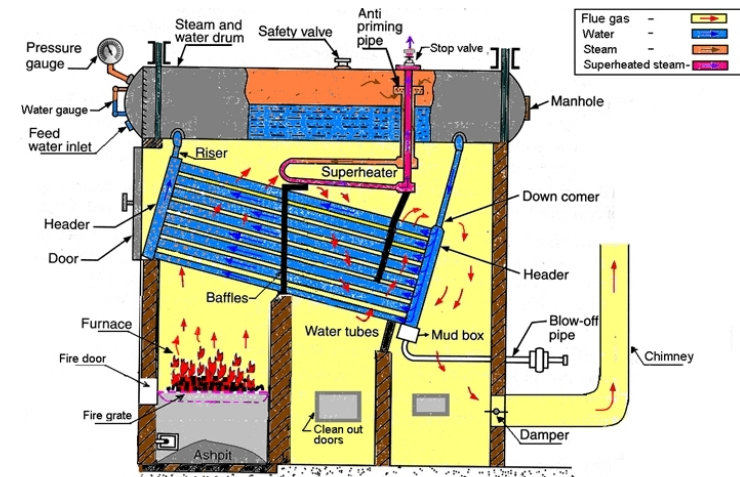 Pressure
gauge
Steam and
water drum
Safety valve
Anti
priming
pipe
Stop valve
Flue gas -
Water -
Steam -
Superheated steam-
Water gauge
Feed
water inlet
Manhole
Riser
Superheater
Down comer
Header
Door
Header
Baffles
Furnace
Water tubes
Mud box
Blow-off
pipe
Chimney
Fire door
Fire grate
Clean out
doors
Damper
Ashpit